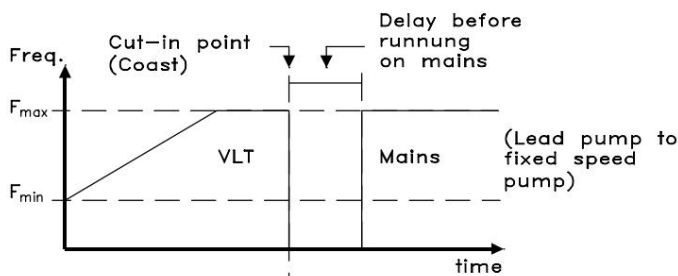 Cut-in point
(Coast)
Delay before
runnung
on mains
Freq.
Fmax
VLT
Mains
(Lead pump to
fixed speed
pump)
Fmin
time